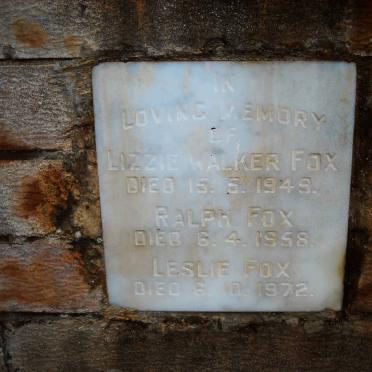 IN
LOVING MEMORY
OF
LIZZIE WALKER FOX
DIED 15. 5. 1949.
RALPH FOX
DIED 6. 4. 1958.
LESLIE FOX
DIED 6. 10. 1972.